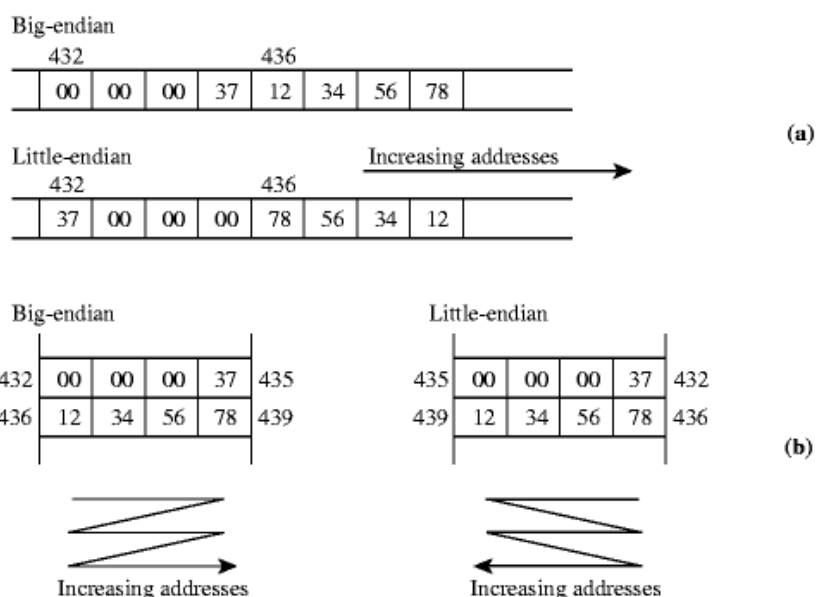 Big-endian
432 436
00 00 00 37 12 34 56 78
(a)
Little-endian Increasing addresses
432 436
37 00 00 00 78 56 34 12
Big-endian Little-endian
432 00 00 00 37 435 435 00 00 00 37 432
436 12 34 56 78 439 439 12 34 56 78 436
(b)
Increasing addresses Increasing addresses